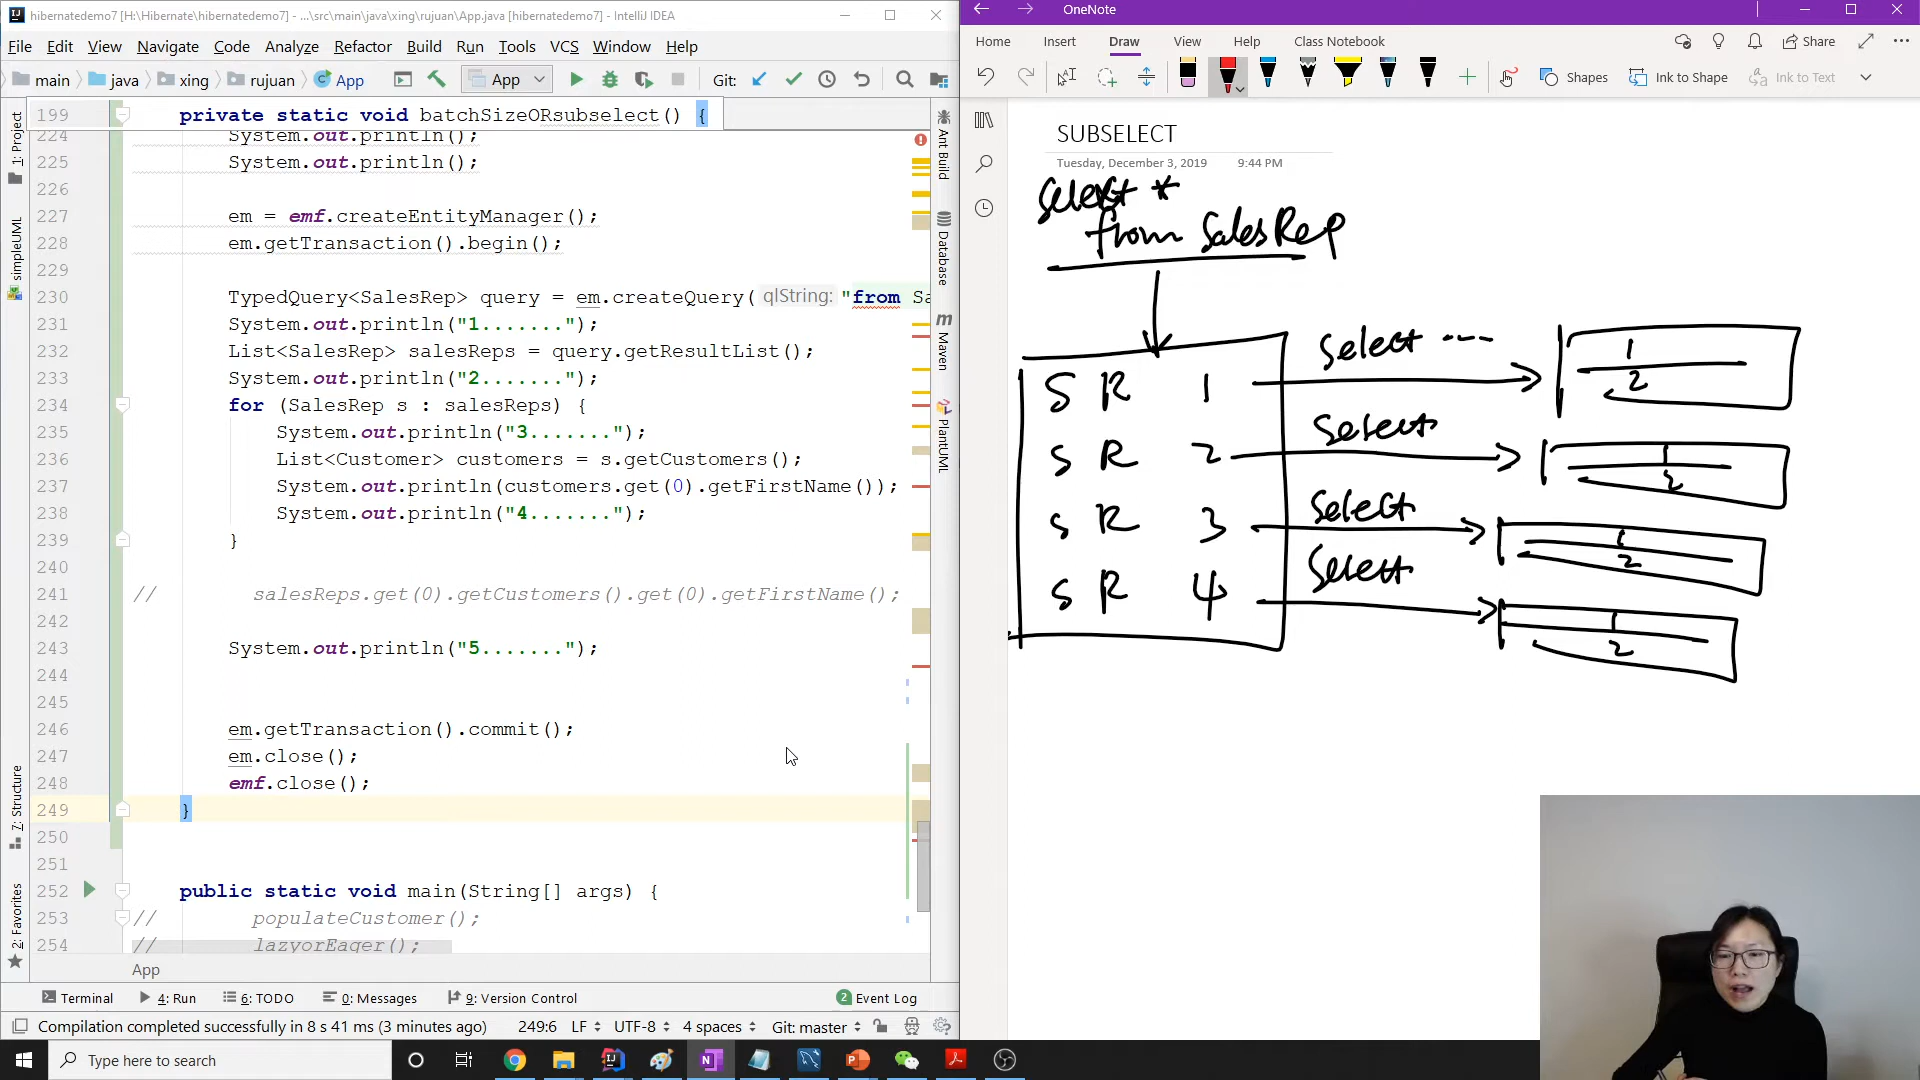 hibernatedemo7 [H:\Hibernate\hibernatedemo7] - ...\src\main\java\xing\rujuan\App.java [hibernatedemo7] - IntelliJ IDEA
File Edit View Navigate Code Analyze Refactor Build Run Tools VCS Window Help
main java xing rujuan App App Git:
199 private static void batchSizeORsubselect() {
224 System.out.println();
225 System.out.println();
226
227 em = emf.createEntityManager();
228 em.getTransaction().begin();
229
230 TypedQuery<SalesRep> query = em.createQuery( qlString: "from Sa
231 System.out.println("1.......");
232 List<SalesRep> salesReps = query.getResultList();
233 System.out.println("2.......");
234 for (SalesRep s : salesReps) {
235 System.out.println("3.......");
236 List<Customer> customers = s.getCustomers();
237 System.out.println(customers.get(0).getFirstName());
238 System.out.println("4.......");
239 }
240
241 // salesReps.get(0).getCustomers().get(0).getFirstName();
242
243 System.out.println("5.......");
244
245
246 em.getTransaction().commit();
247 em.close();
248 emf.close();
249 }
250
251
252 public static void main(String[] args) {
253 // populateCustomer();
254 // lazyorEager();
App
1: Project
simpleUML
7: Structure
2: Favorites
Ant Build
Database
Maven
PlantUML
Terminal 4: Run 6: TODO 0: Messages 9: Version Control 2 Event Log
Compilation completed successfully in 8 s 41 ms (3 minutes ago) 249:6 LF UTF-8 4 spaces Git: master
Type here to search
OneNote
Home Insert Draw View Help Class Notebook Share
Shapes Ink to Shape Ink to Text
SUBSELECT
Tuesday, December 3, 2019 9:44 PM
Select *
from SalesRep
S R 1 Select ---- 1
2
S R 2 Select 1
2
S R 3 Select 1
2
S R 4 Select 1
2